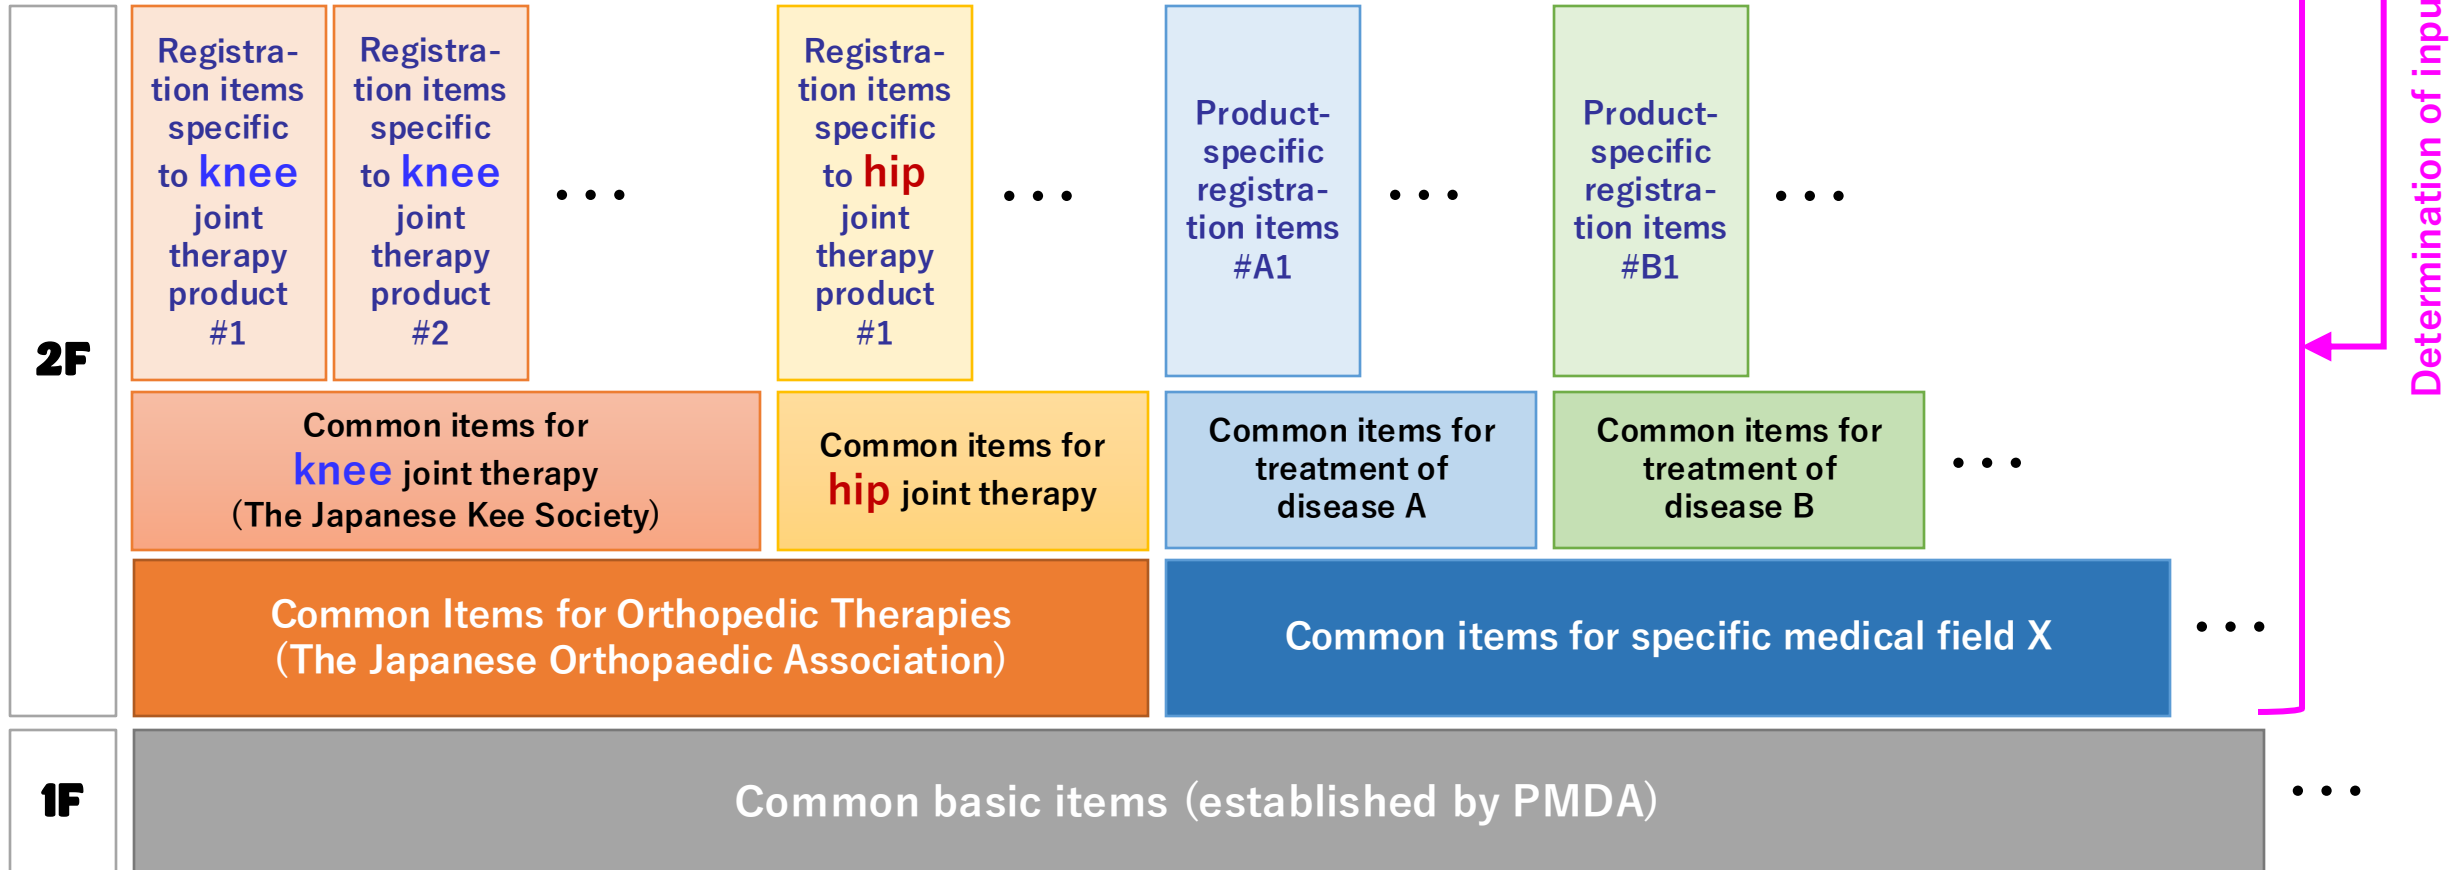 2F
Registra-
tion items
specific
to knee
joint
therapy
product
#1
Registra-
tion items
specific
to knee
joint
therapy
product
#2
• • •
Registra-
tion items
specific
to hip
joint
therapy
product
#1
• • •
Product-
specific
registra-
tion items
#A1
• • •
Product-
specific
registra-
tion items
#B1
• • •
Common items for
knee joint therapy
(The Japanese Kee Society)
Common items for
hip joint therapy
Common items for
treatment of
disease A
Common items for
treatment of
disease B
• • •
Common Items for Orthopedic Therapies
(The Japanese Orthopaedic Association)
Common items for specific medical field X
• • •
1F
Common basic items (established by PMDA)
• • •
Determination of inpu